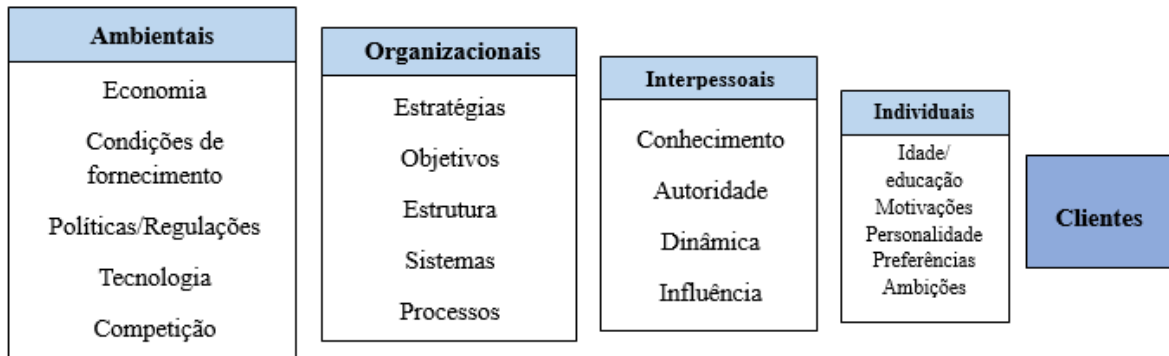 Ambientais
Economia
Condições de
fornecimento
Políticas/Regulações
Tecnologia
Competição
Organizacionais
Estratégias
Objetivos
Estrutura
Sistemas
Processos
Interpessoais
Conhecimento
Autoridade
Dinâmica
Influência
Individuais
Idade/
educação
Motivações
Personalidade
Preferências
Ambições
Clientes